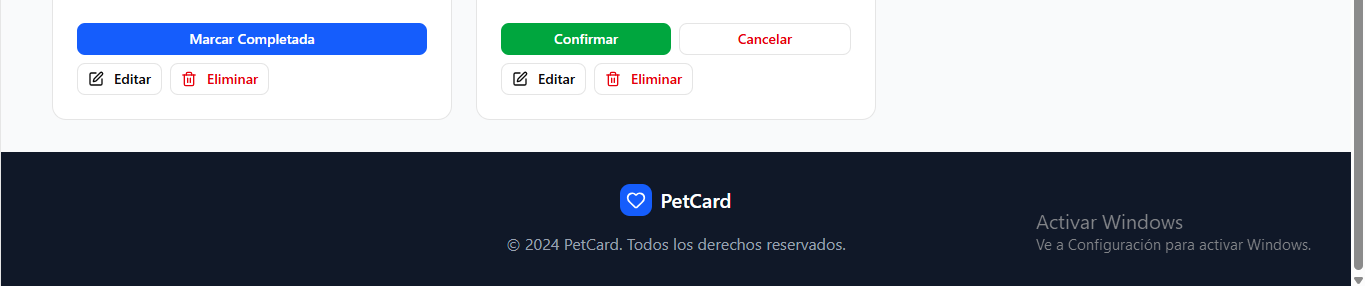 Marcar Completada
Confirmar
Cancelar
Editar
Eliminar
Editar
Eliminar
PetCard
© 2024 PetCard. Todos los derechos reservados.
Activar Windows
Ve a Configuración para activar Windows.